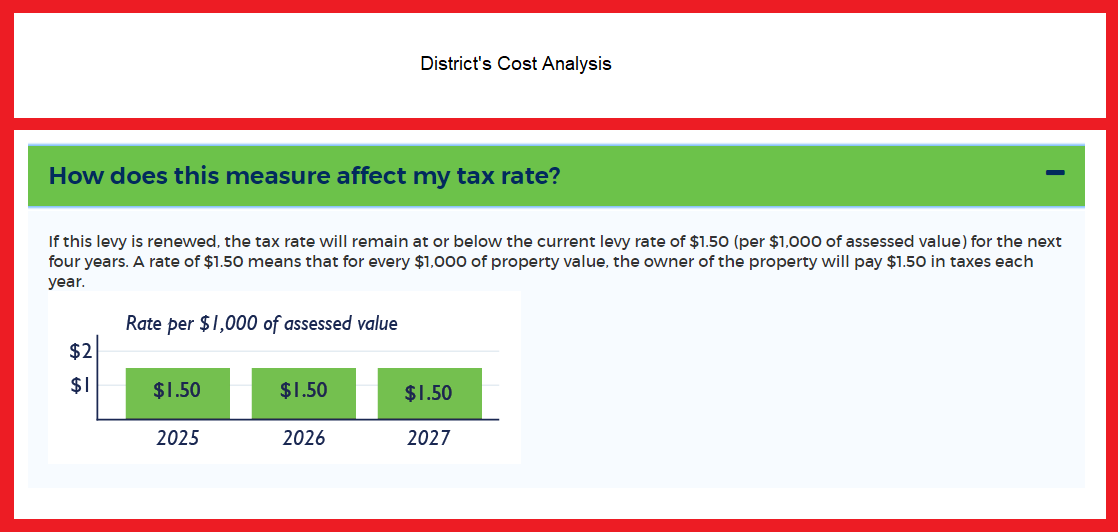 District's Cost Analysis
How does this measure affect my tax rate?
If this levy is renewed, the tax rate will remain at or below the current levy rate of $1.50 (per $1,000 of assessed value) for the next
four years. A rate of $1.50 means that for every $1,000 of property value, the owner of the property will pay $1.50 in taxes each
year.
Rate per $1,000 of assessed value
$2
$1
$1.50 $1.50 $1.50
2025 2026 2027